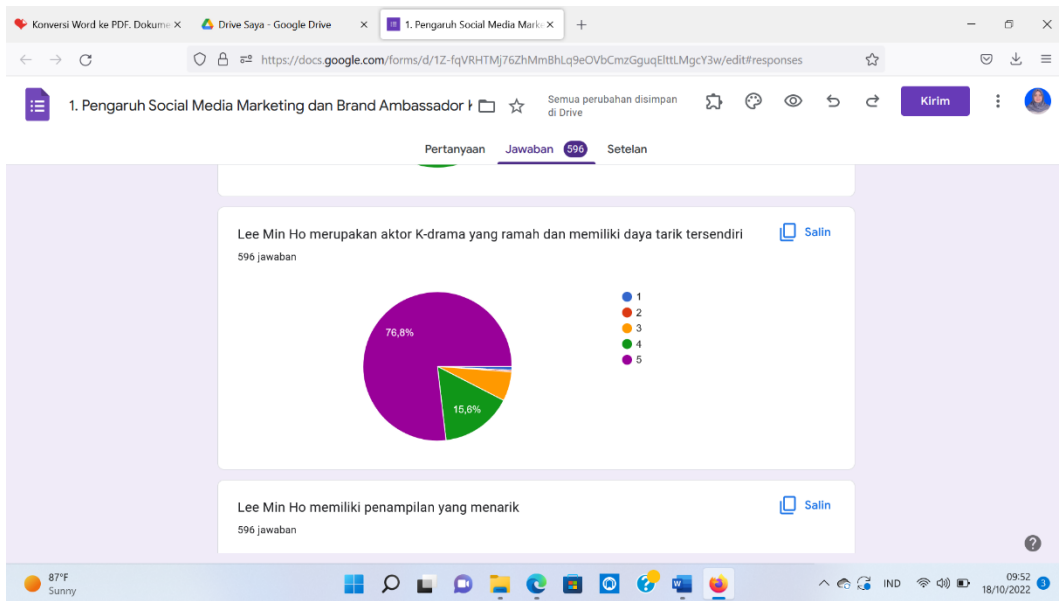 Konversi Word ke PDF. Dokume
Drive Saya - Google Drive
1. Pengaruh Social Media Marke
https://docs.google.com/forms/d/1Z-fqVRHTMj76ZhMmBhLq9eOVbCmzGguqElttLMgcY3w/edit#responses
1. Pengaruh Social Media Marketing dan Brand Ambassador
Semua perubahan disimpan
di Drive
Kirim
Pertanyaan Jawaban 596 Setelan
Lee Min Ho merupakan aktor K-drama yang ramah dan memiliki daya tarik tersendiri
Salin
596 jawaban
76,8%
15,6%
1
2
3
4
5
Lee Min Ho memiliki penampilan yang menarik
Salin
596 jawaban
87°F
Sunny
IND
09:52
18/10/2022
3